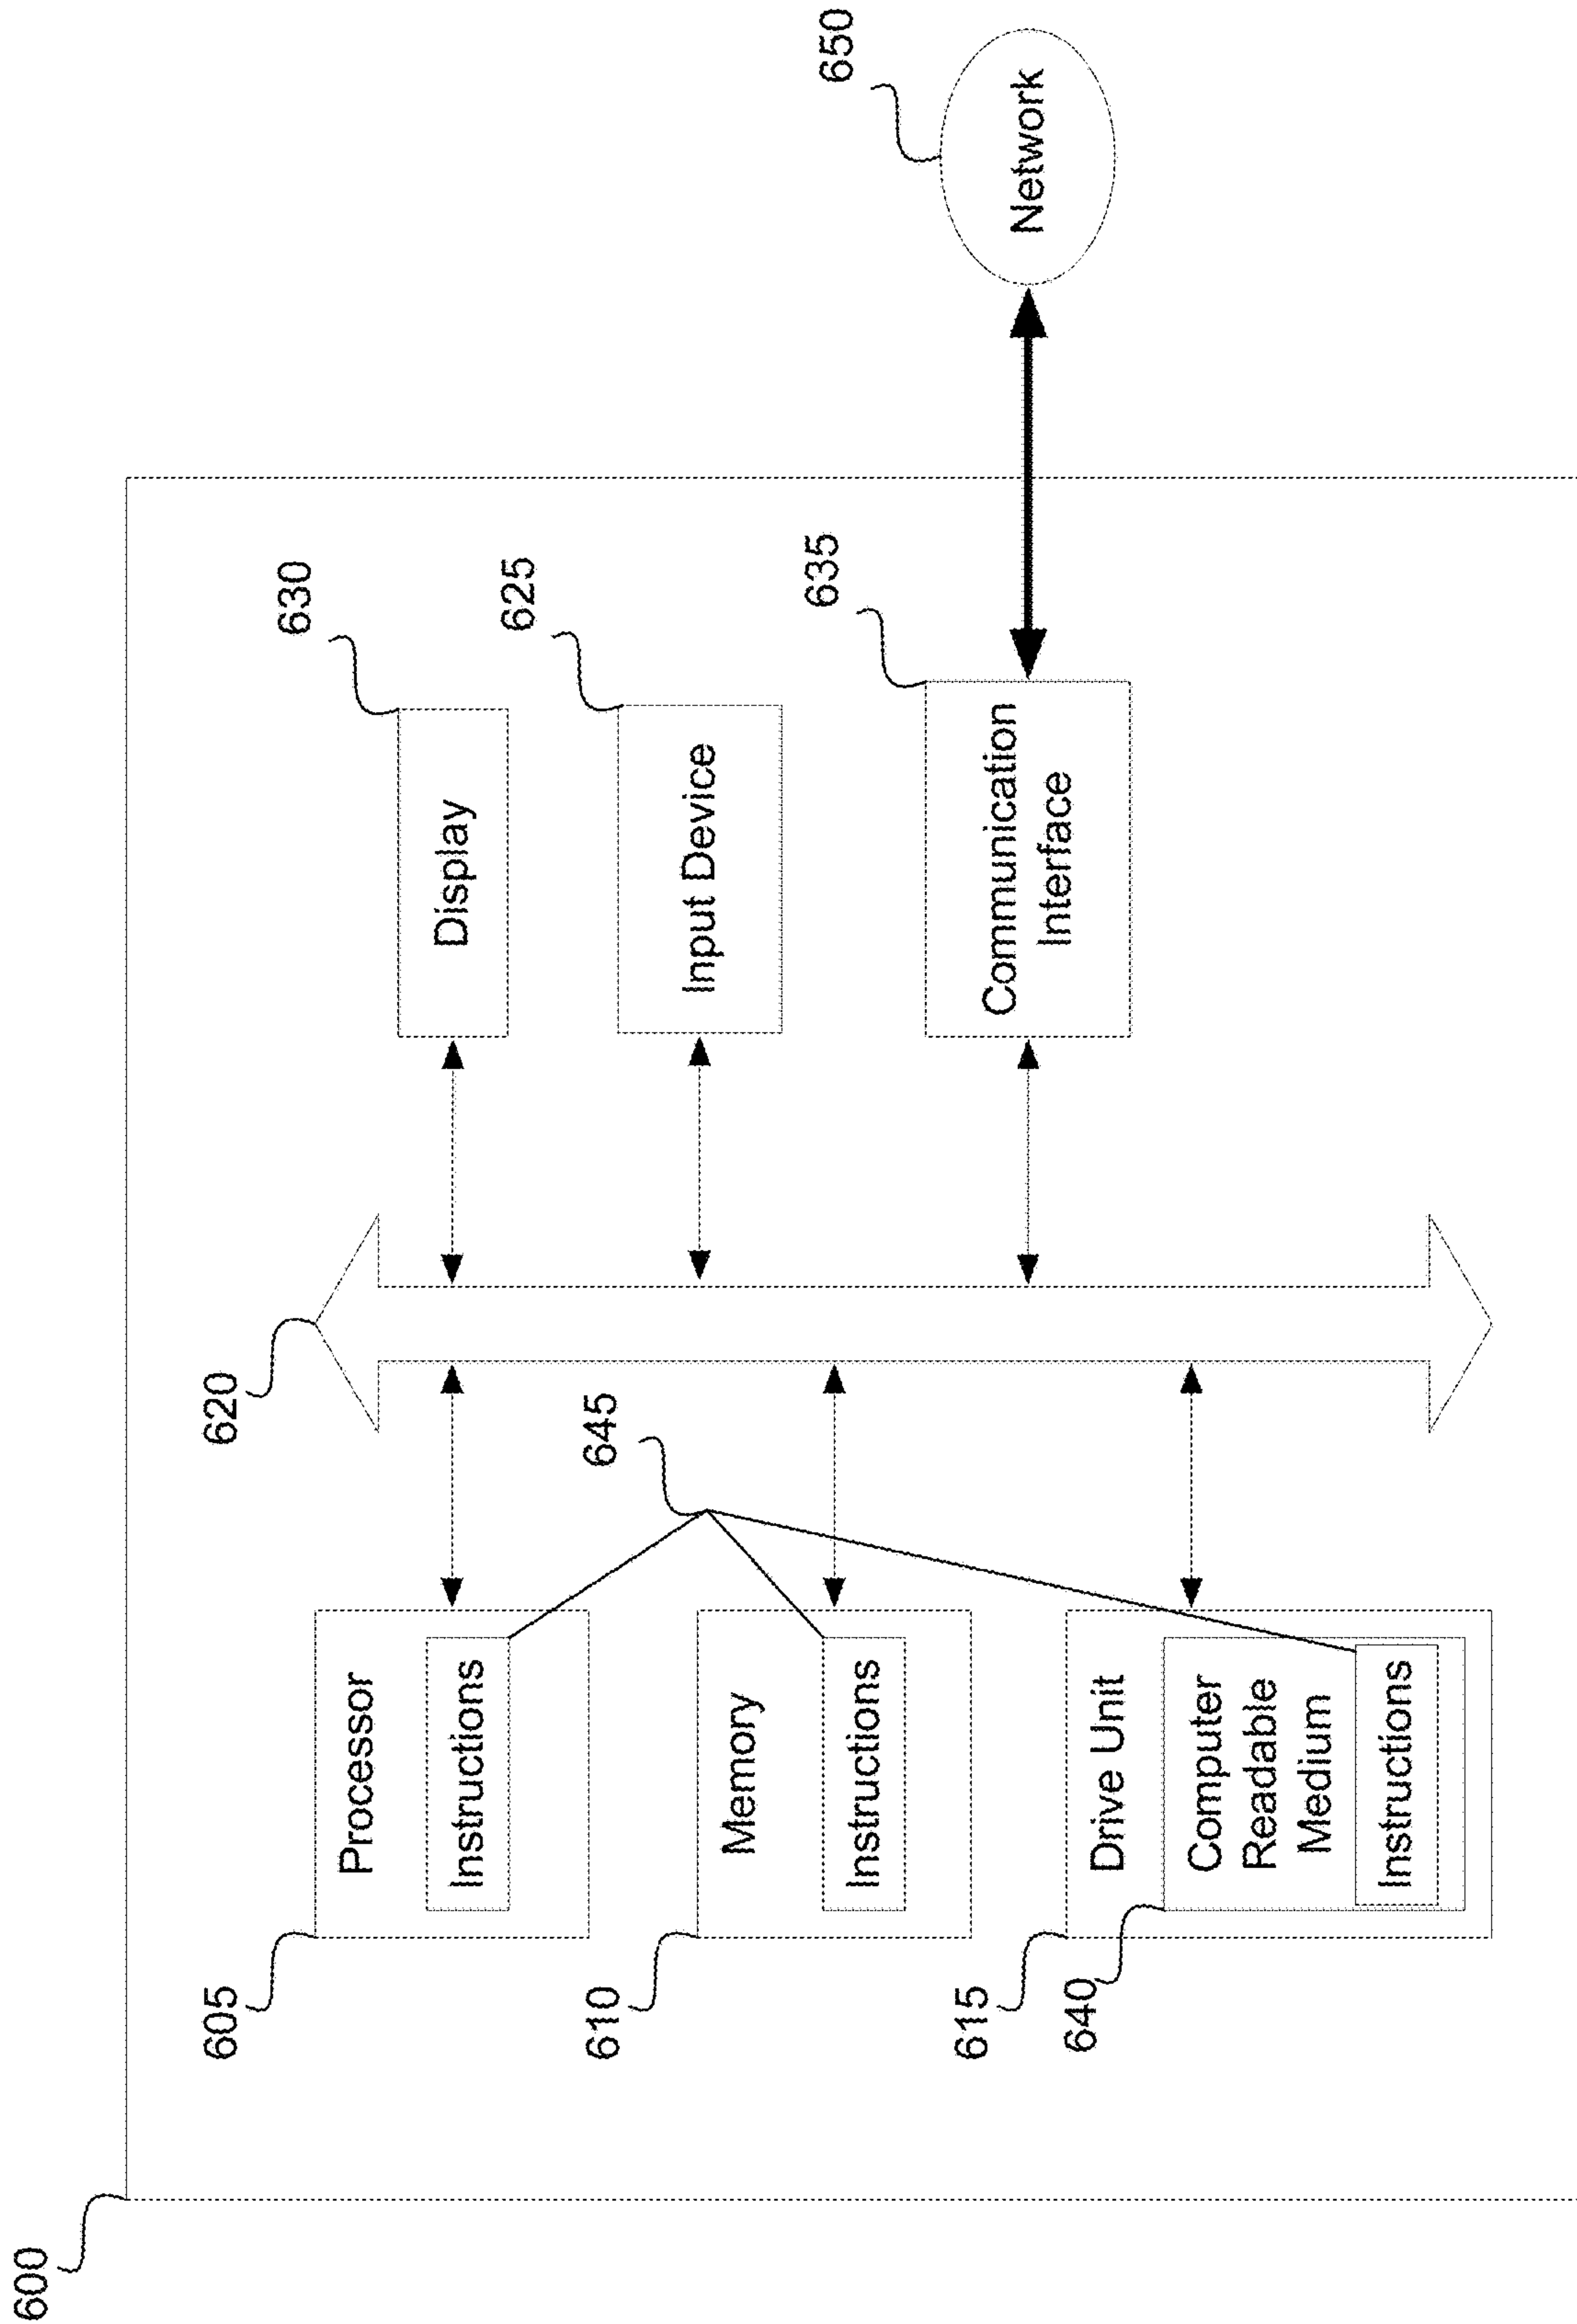 600
605
Processor
Instructions
610
Memory
Instructions
615
Drive Unit
640
Computer
Readable
Medium
Instructions
645
620
630
Display
625
Input Device
635
Communication
Interface
650
Network